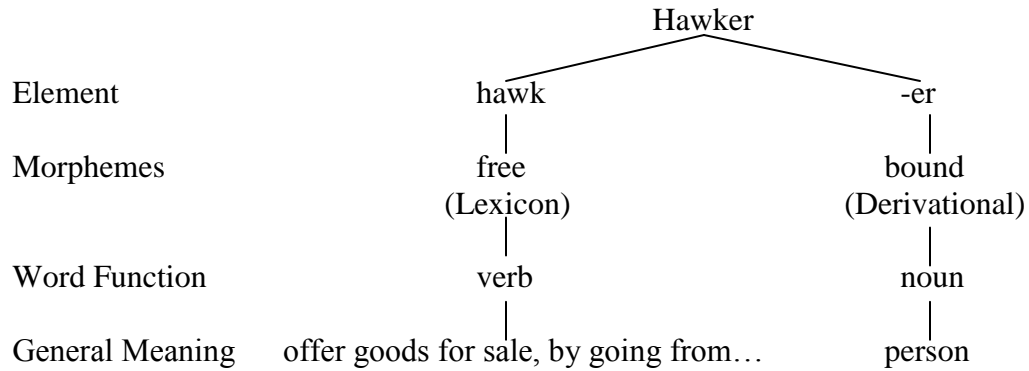 Hawker
Element hawk -er
Morphemes free bound
(Lexicon) (Derivational)
Word Function verb noun
General Meaning offer goods for sale, by going from… person